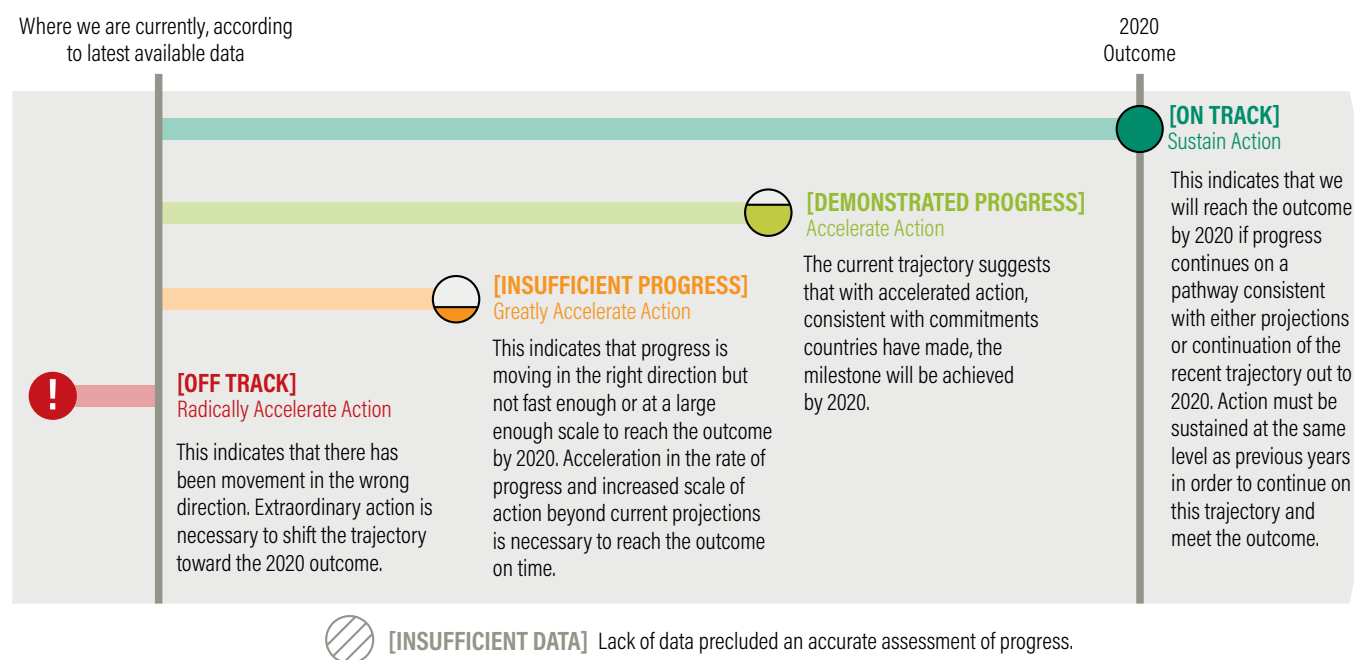 Where we are currently, according
to latest available data
2020
Outcome
[ON TRACK]
Sustain Action
This indicates that we
will reach the outcome
by 2020 if progress
continues on a
pathway consistent
with either projections
or continuation of the
recent trajectory out to
2020. Action must be
sustained at the same
level as previous years
in order to continue on
this trajectory and
meet the outcome.
[DEMONSTRATED PROGRESS]
Accelerate Action
The current trajectory suggests
that with accelerated action,
consistent with commitments
countries have made, the
milestone will be achieved
by 2020.
[INSUFFICIENT PROGRESS]
Greatly Accelerate Action
This indicates that progress is
moving in the right direction but
not fast enough or at a large
enough scale to reach the outcome
by 2020. Acceleration in the rate of
progress and increased scale of
action beyond current projections
is necessary to reach the outcome
on time.
!
[OFF TRACK]
Radically Accelerate Action
This indicates that there has
been movement in the wrong
direction. Extraordinary action is
necessary to shift the trajectory
toward the 2020 outcome.
[INSUFFICIENT DATA] Lack of data precluded an accurate assessment of progress.